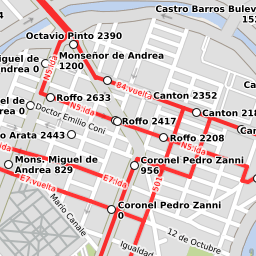 Castro Barros Bulev
15
Octavio Pinto 2390
Monseñor de Andrea
1200
iguel de
ndrea 0
N5:ida
B4:vuelta
Canton 2352
Roffo 2633
Canton 218
Doctor Emilio Coni
Roffo 2417
N5:ida
Roffo 2208
o Arata 2443
Mons. Miguel de
Andrea 829
Coronel Pedro Zanni
956
E7:ida
E7:vuelta
501
Coronel Pedro Zanni
0
Mario Canale
12 de Octubre
Igualdad